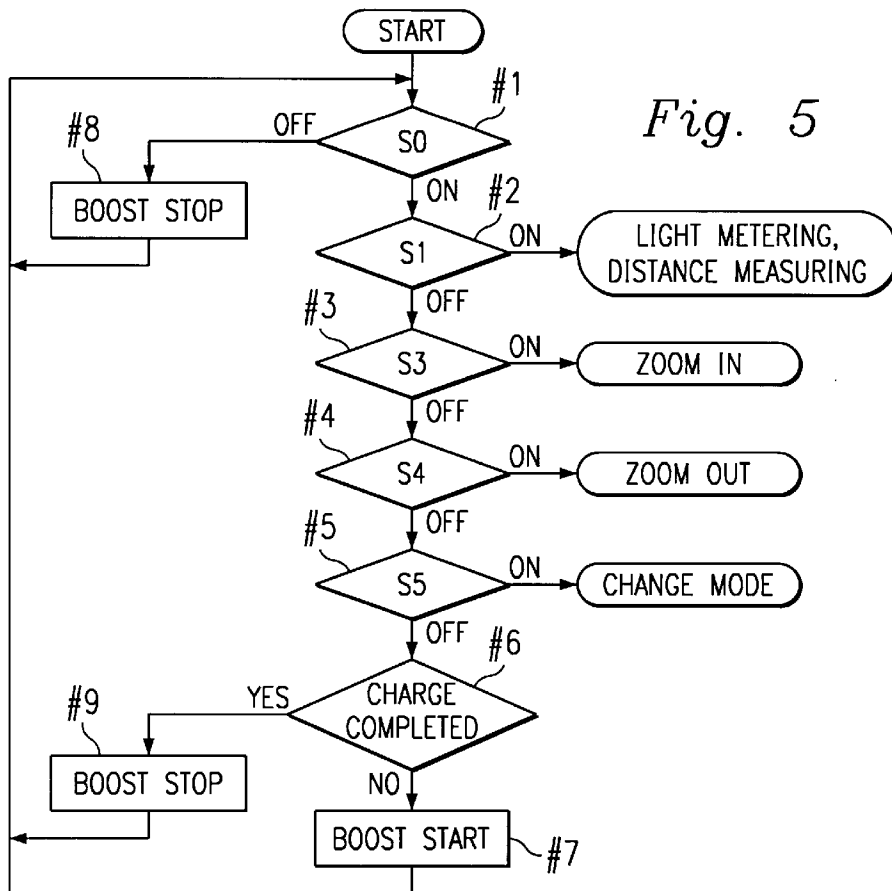 START
#1
Fig. 5
OFF
S0
#8
ON
#2
BOOST STOP
S1
ON
LIGHT METERING,
DISTANCE MEASURING
OFF
#3
S3
ON
ZOOM IN
OFF
#4
S4
ON
ZOOM OUT
OFF
#5
S5
ON
CHANGE MODE
OFF
#6
YES
CHARGE
COMPLETED
#9
BOOST STOP
NO
BOOST START
#7